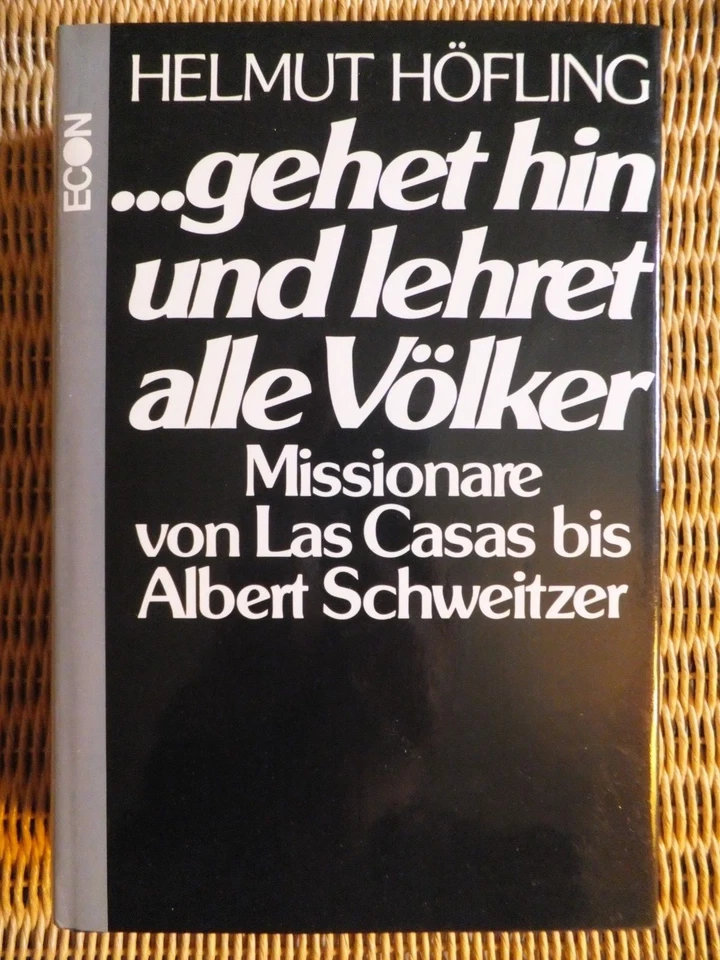 HELMUT HÖFLING
...gehet hin
und lehret
alle Völker
Missionare
von Las Casas bis
Albert Schweitzer
ECON